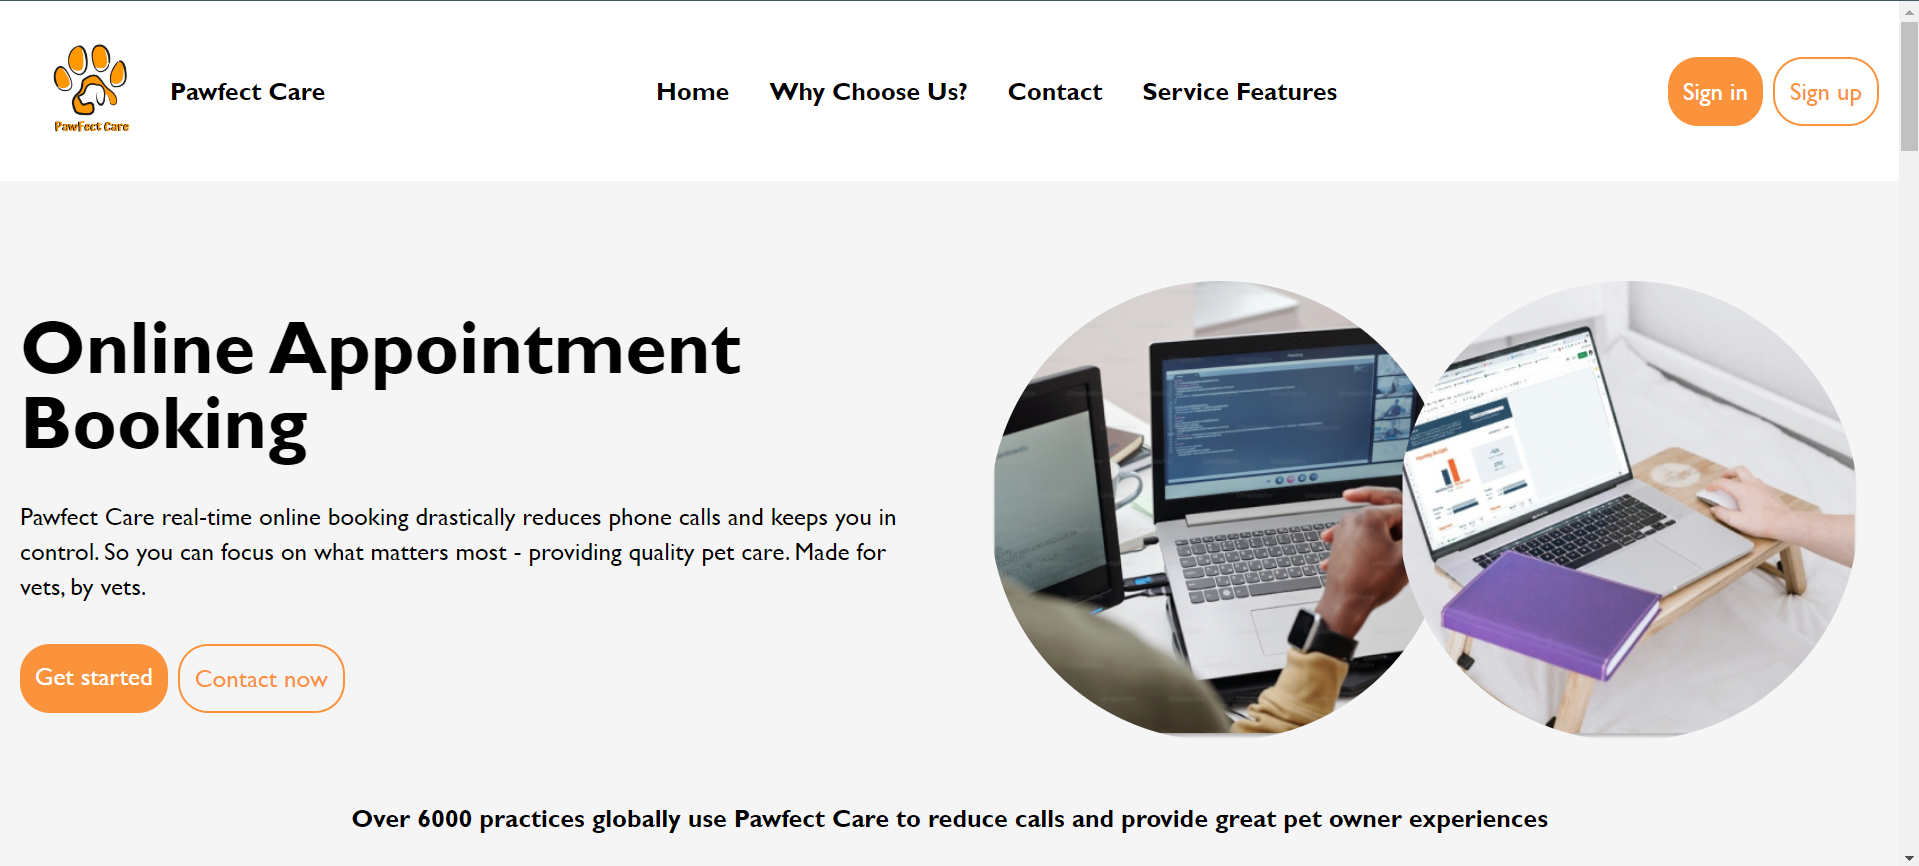 PawFect Care
Pawfect Care
Home
Why Choose Us?
Contact
Service Features
Sign in
Sign up
Online Appointment
Booking
Pawfect Care real-time online booking drastically reduces phone calls and keeps you in
control. So you can focus on what matters most - providing quality pet care. Made for
vets, by vets.
Get started
Contact now
Over 6000 practices globally use Pawfect Care to reduce calls and provide great pet owner experiences